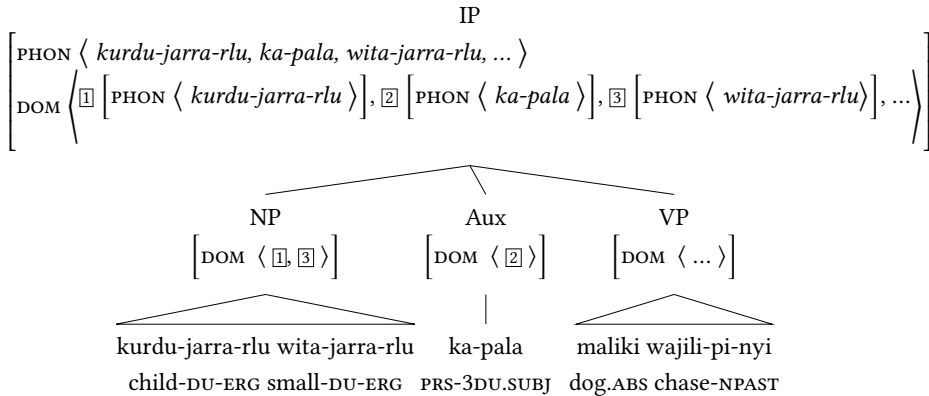 IP
PHON ⟨ kurdu-jarra-rlu, ka-pala, wita-jarra-rlu, ... ⟩
DOM ⟨ 1 [PHON ⟨ kurdu-jarra-rlu ⟩], 2 [PHON ⟨ ka-pala ⟩], 3 [PHON ⟨ wita-jarra-rlu⟩], ... ⟩
NP Aux VP
[DOM ⟨ 1, 3 ⟩] [DOM ⟨ 2 ⟩] [DOM ⟨ ... ⟩]
kurdu-jarra-rlu wita-jarra-rlu ka-pala maliki wajili-pi-nyi
child-DU-ERG small-DU-ERG PRS-3DU.SUBJ dog.ABS chase-NPAST